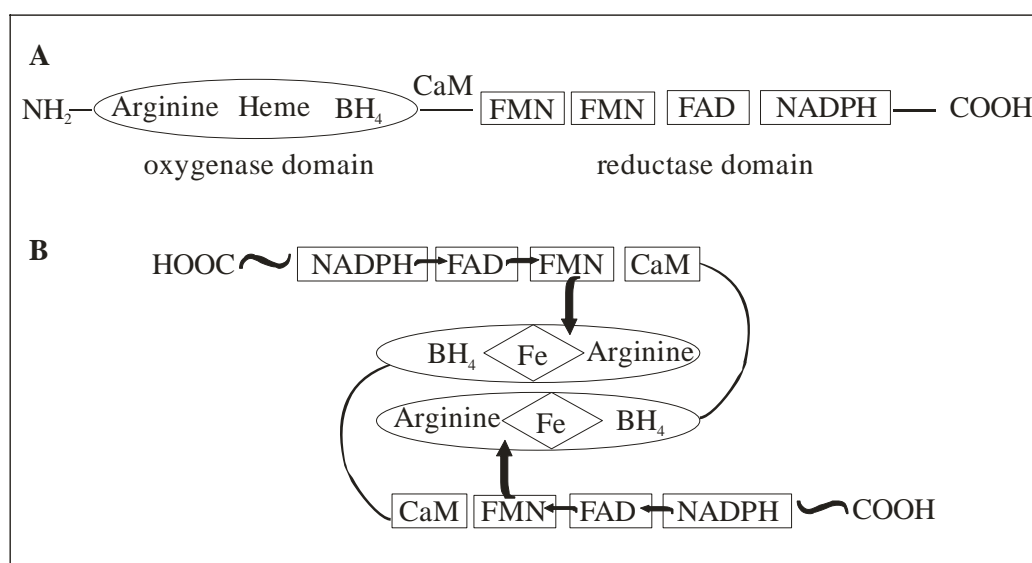 A
CaM
NH₂ Arginine Heme BH₄ FMN FMN FAD NADPH COOH
oxygenase domain reductase domain
B
HOOC NADPH FAD FMN CaM
BH₄ Fe Arginine
Arginine Fe BH₄
CaM FMN FAD NADPH COOH